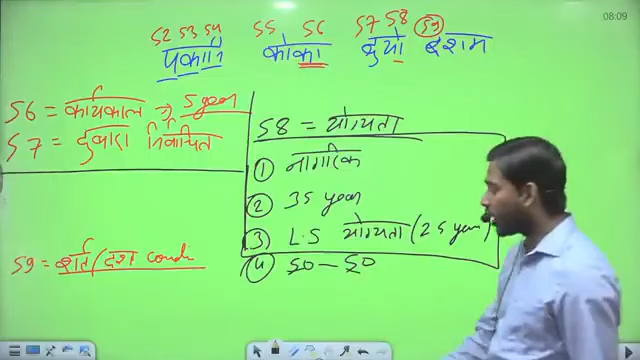 08:09
52 53 54 55 56 57 58 59
पकानि कोका दुयो दशम
56 = कार्यकाल → 5 year
57 = दुबारा निर्वाचित
58 = योग्यता
① नागरिक
② 35 year
③ L.S योग्यता (25 year)
④ 50 – 50
59 = शर्त/दशा